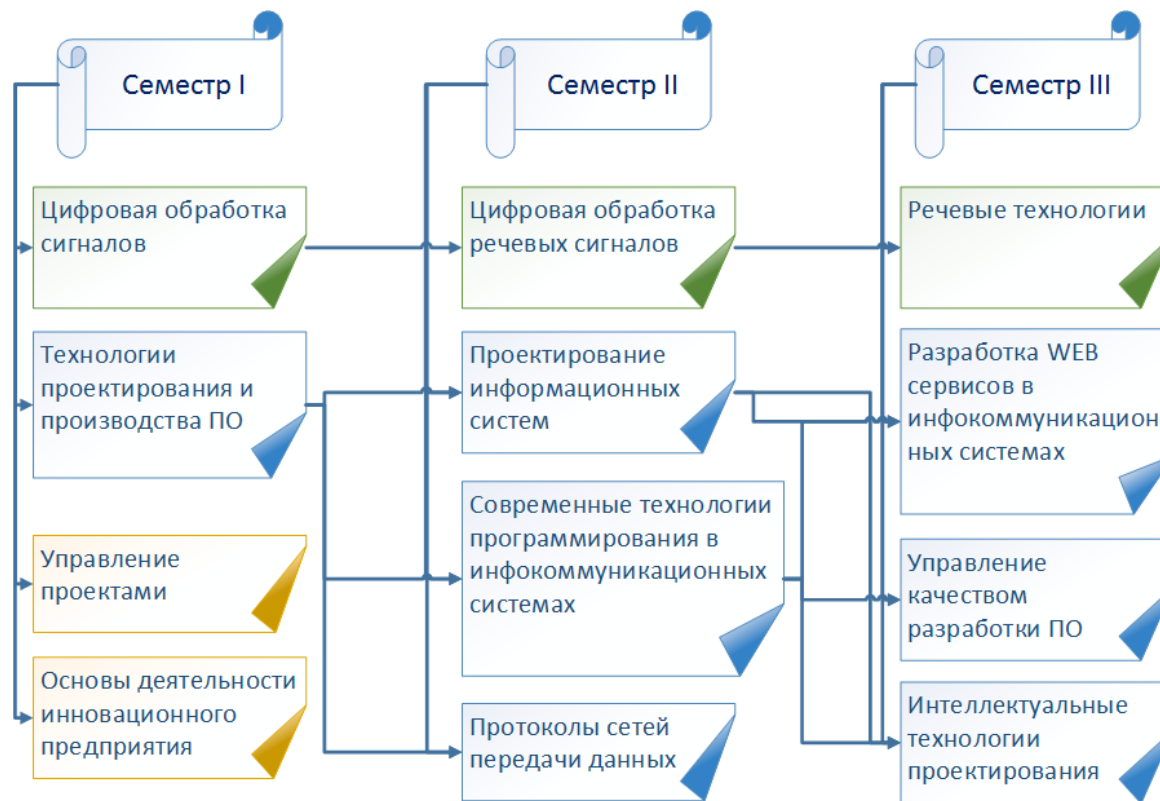 Семестр I
Цифровая обработка
сигналов
Технологии
проектирования и
производства ПО
Управление
проектами
Основы деятельности
инновационного
предприятия
Семестр II
Цифровая обработка
речевых сигналов
Проектирование
информационных
систем
Современные технологии
программирования в
инфокоммуникационных
системах
Протоколы сетей
передачи данных
Семестр III
Речевые технологии
Разработка WEB
сервисов в
инфокоммуникацион
ных системах
Управление
качеством
разработки ПО
Интеллектуальные
технологии
проектирования